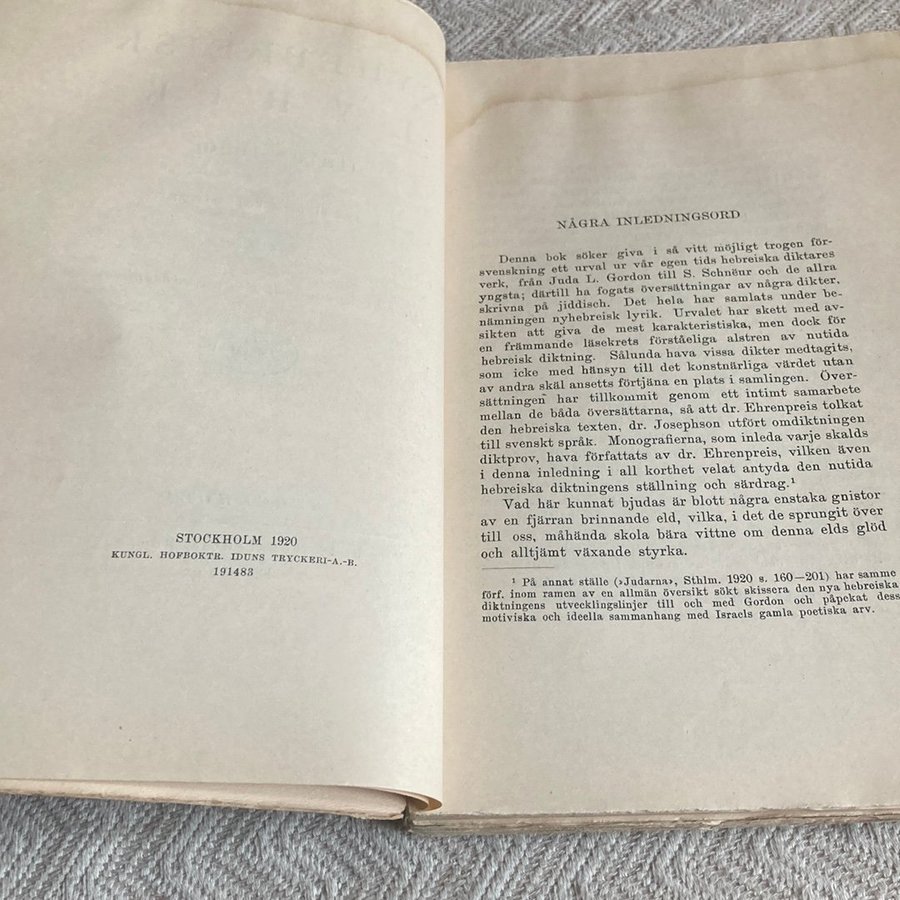 STOCKHOLM 1920
KUNGL. HOFBOKTR. IDUNS TRYCKERI-A.-B.
191483
NÅGRA INLEDNINGSORD
Denna bok söker giva i så vitt möjligt trogen för-
svenskning ett urval ur vår egen tids hebreiska diktares
verk, från Juda L. Gordon till S. Schnëur och de allra
yngsta; därtill ha fogats översättningar av några dikter,
skrivna på jiddisch. Det hela har samlats under be-
nämningen nyhebreisk lyrik. Urvalet har skett med av-
sikten att giva de mest karakteristiska, men dock för
en främmande läsekrets förståeliga alstren av nutida
hebreisk diktning. Sålunda hava vissa dikter medtagits,
som icke med hänsyn till det konstnärliga värdet utan
av andra skäl ansetts förtjäna en plats i samlingen. Över-
sättningen har tillkommit genom ett intimt samarbete
mellan de båda översättarna, så att dr. Ehrenpreis tolkat
den hebreiska texten, dr. Josephson utfört omdiktningen
till svenskt språk. Monografierna, som inleda varje skalds
diktprov, hava författats av dr. Ehrenpreis, vilken även
i denna inledning i all korthet velat antyda den nutida
hebreiska diktningens ställning och särdrag.¹
Vad här kunnat bjudas är blott några enstaka gnistor
av en fjärran brinnande eld, vilka, i det de sprungit över
till oss, måhända skola bära vittne om denna elds glöd
och alltjämt växande styrka.
¹ På annat ställe (›Judarna›, Sthlm. 1920 s. 160—201) har samme
förf. inom ramen av en allmän översikt sökt skissera den nya hebreiska
diktningens utvecklingslinjer till och med Gordon och påpekat dess
motiviska och ideella sammanhang med Israels gamla poetiska arv.